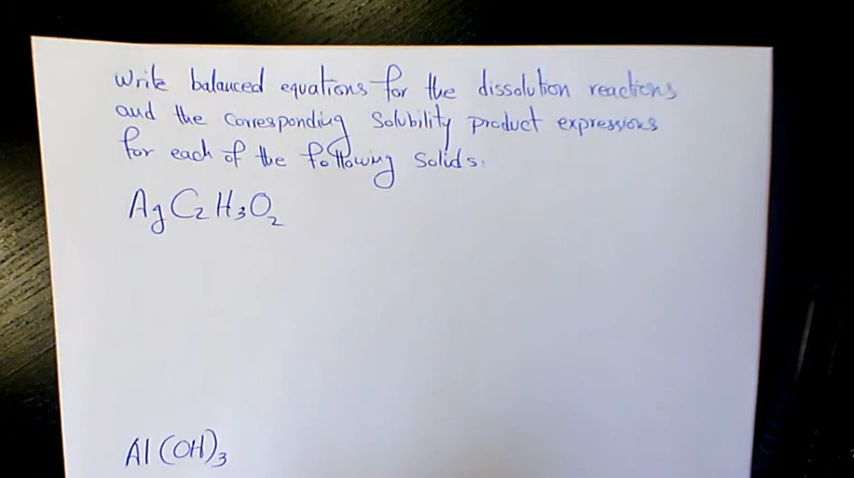 Write balanced equations for the dissolution reactions
and the corresponding solubility product expressions
for each of the following solids.
AgC₂H₃O₂
Al(OH)₃